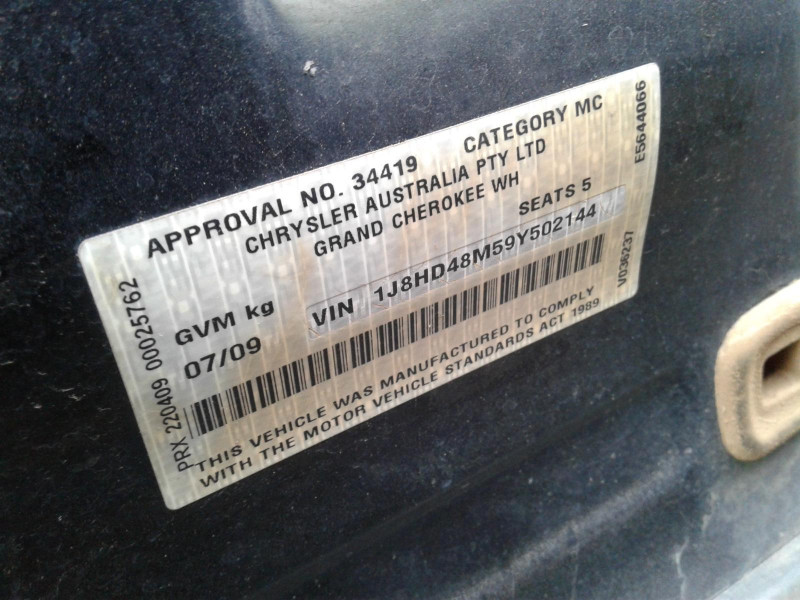 APPROVAL NO. 34419 CATEGORY MC
CHRYSLER AUSTRALIA PTY LTD
GRAND CHEROKEE WH
GVM kg SEATS 5
07/09 VIN 1J8HD48M59Y502144
THIS VEHICLE WAS MANUFACTURED TO COMPLY
WITH THE MOTOR VEHICLE STANDARDS ACT 1989
PRX 220409 00025762
V036237
E5644066